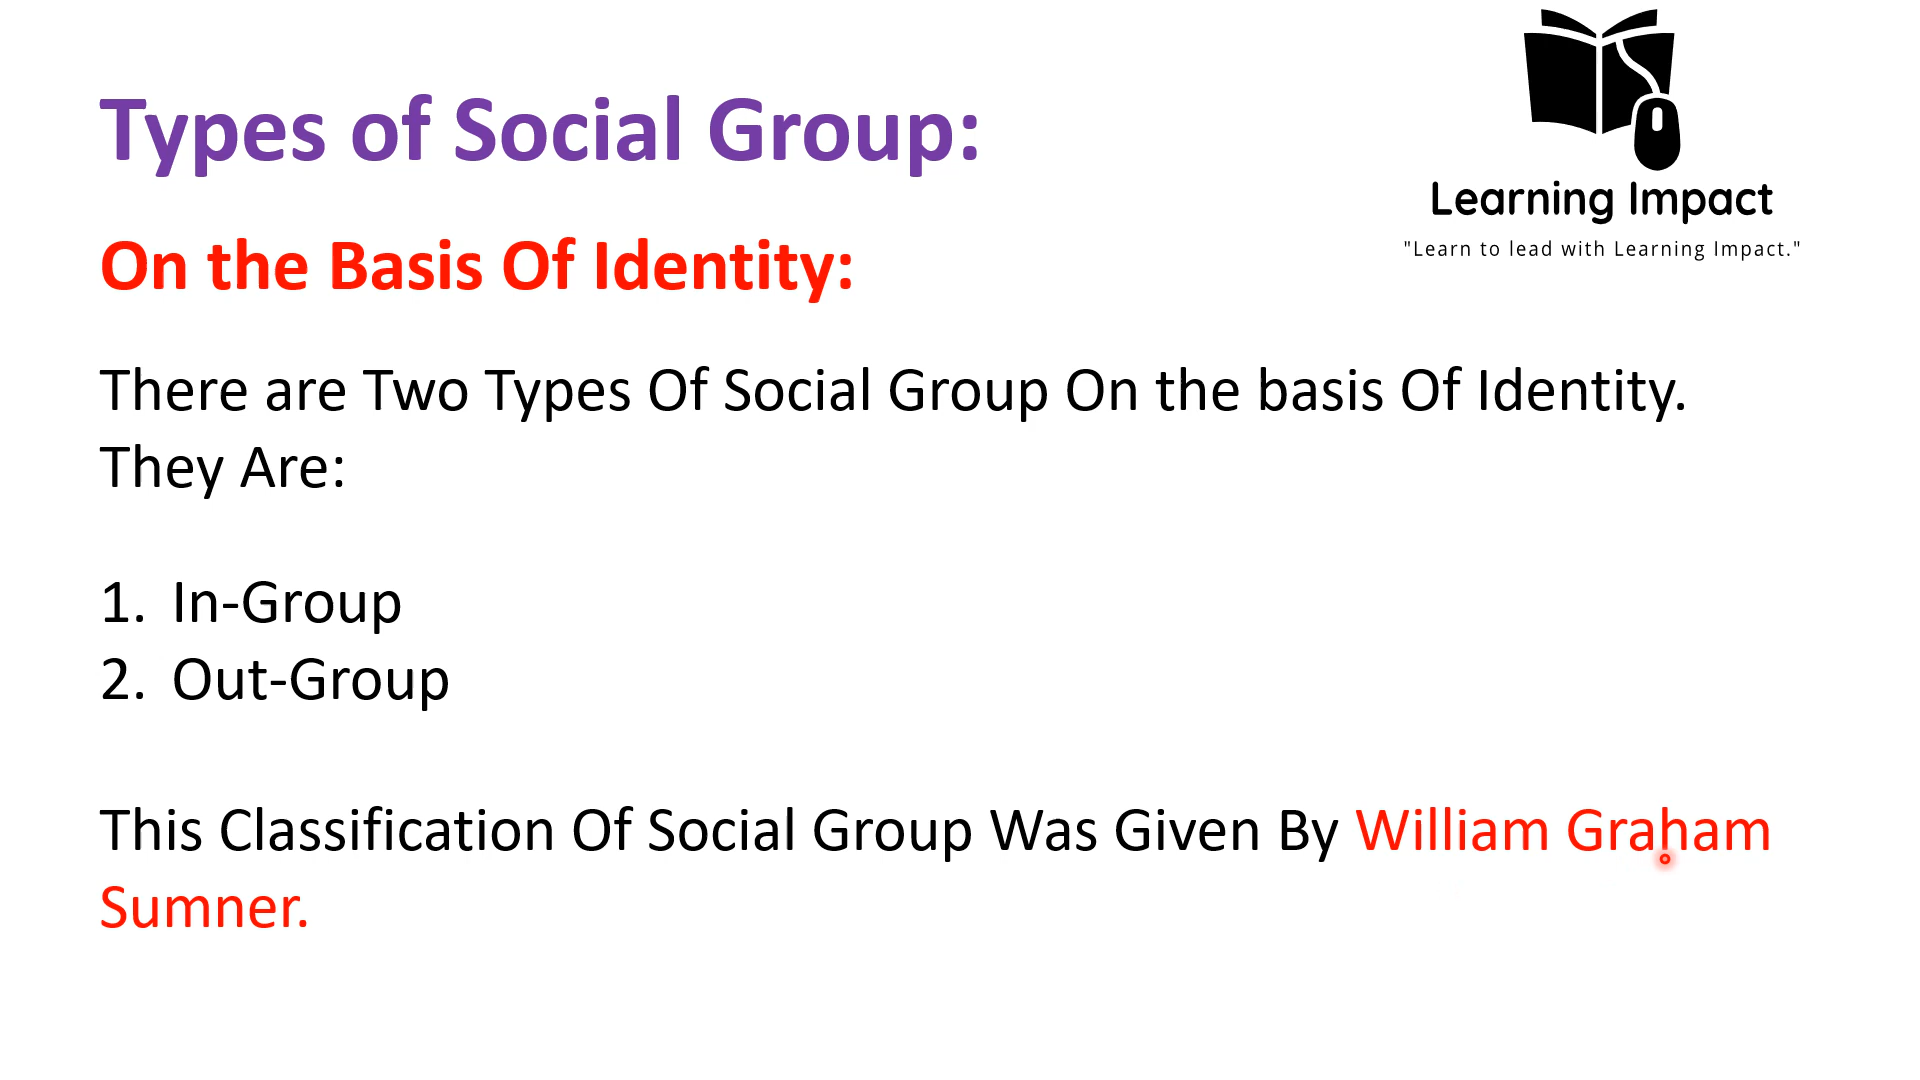 Types of Social Group:
Learning Impact
"Learn to lead with Learning Impact."
On the Basis Of Identity:
There are Two Types Of Social Group On the basis Of Identity.
They Are:
1. In-Group
2. Out-Group
This Classification Of Social Group Was Given By William Graham
Sumner.